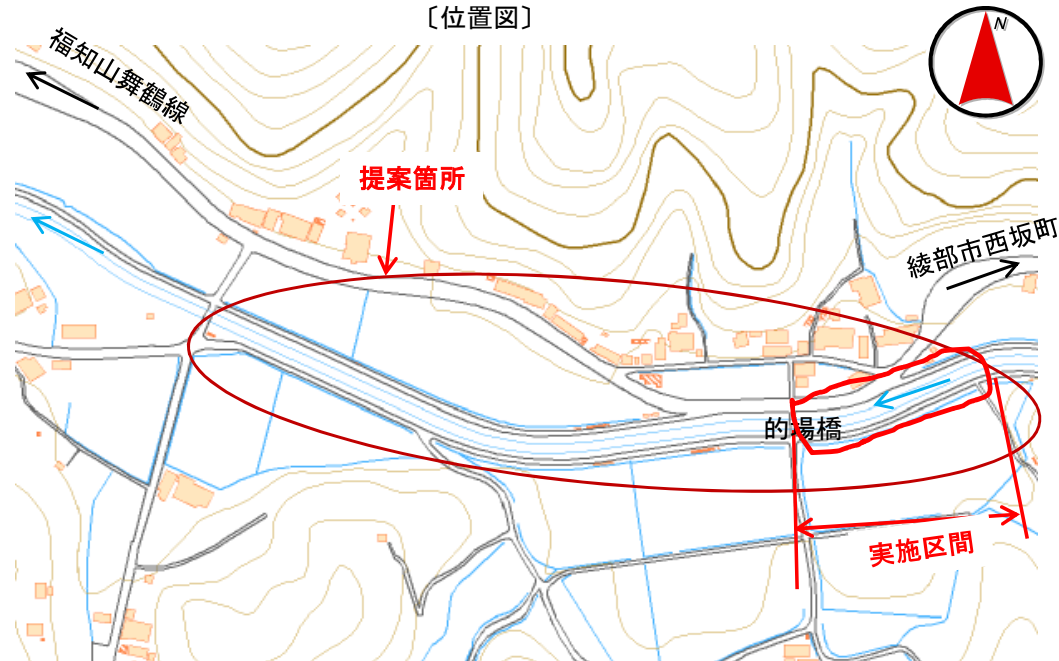 〔位置図〕
N
福知山舞鶴線
提案箇所
綾部市西坂町
的場橋
実施区間